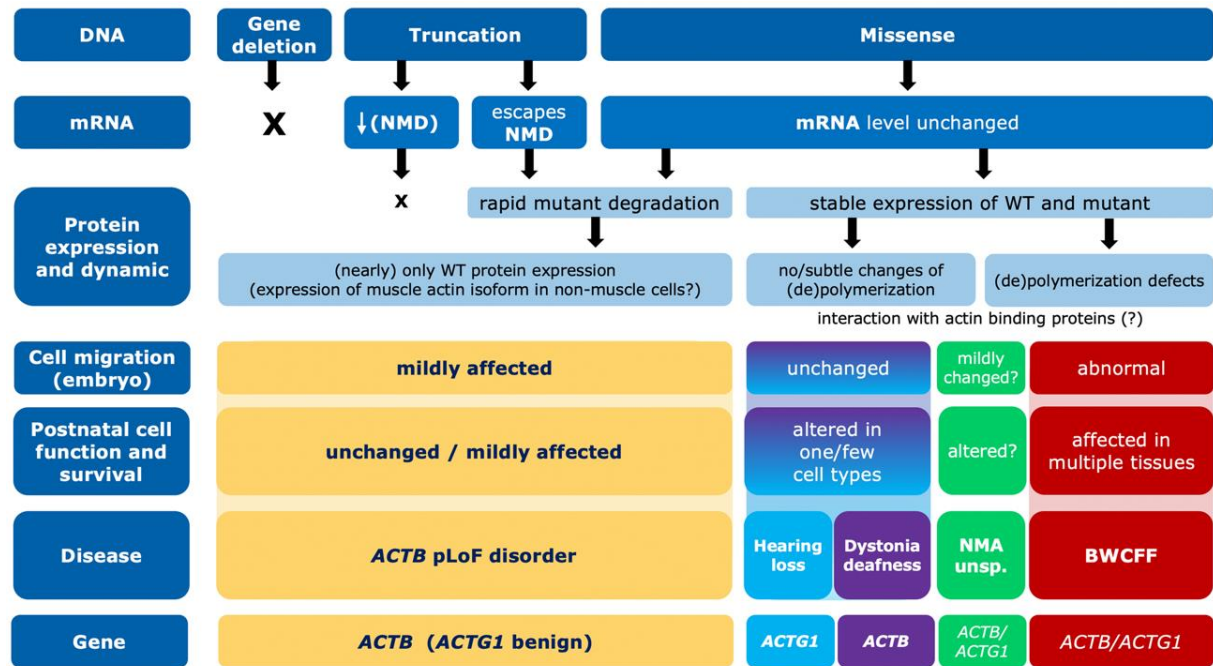 DNA
Gene
deletion
Truncation
Missense
mRNA
X
↓(NMD)
escapes
NMD
mRNA level unchanged
Protein
expression
and dynamic
x
rapid mutant degradation
stable expression of WT and mutant
(nearly) only WT protein expression
(expression of muscle actin isoform in non-muscle cells?)
no/subtle changes of
(de)polymerization
(de)polymerization defects
interaction with actin binding proteins (?)
Cell migration
(embryo)
mildly affected
unchanged
mildly
changed?
abnormal
Postnatal cell
function and
survival
unchanged / mildly affected
altered in
one/few
cell types
altered?
affected in
multiple tissues
Disease
ACTB pLoF disorder
Hearing
loss
Dystonia
deafness
NMA
unsp.
BWCFF
Gene
ACTB (ACTG1 benign)
ACTG1
ACTB
ACTB/
ACTG1
ACTB/ACTG1